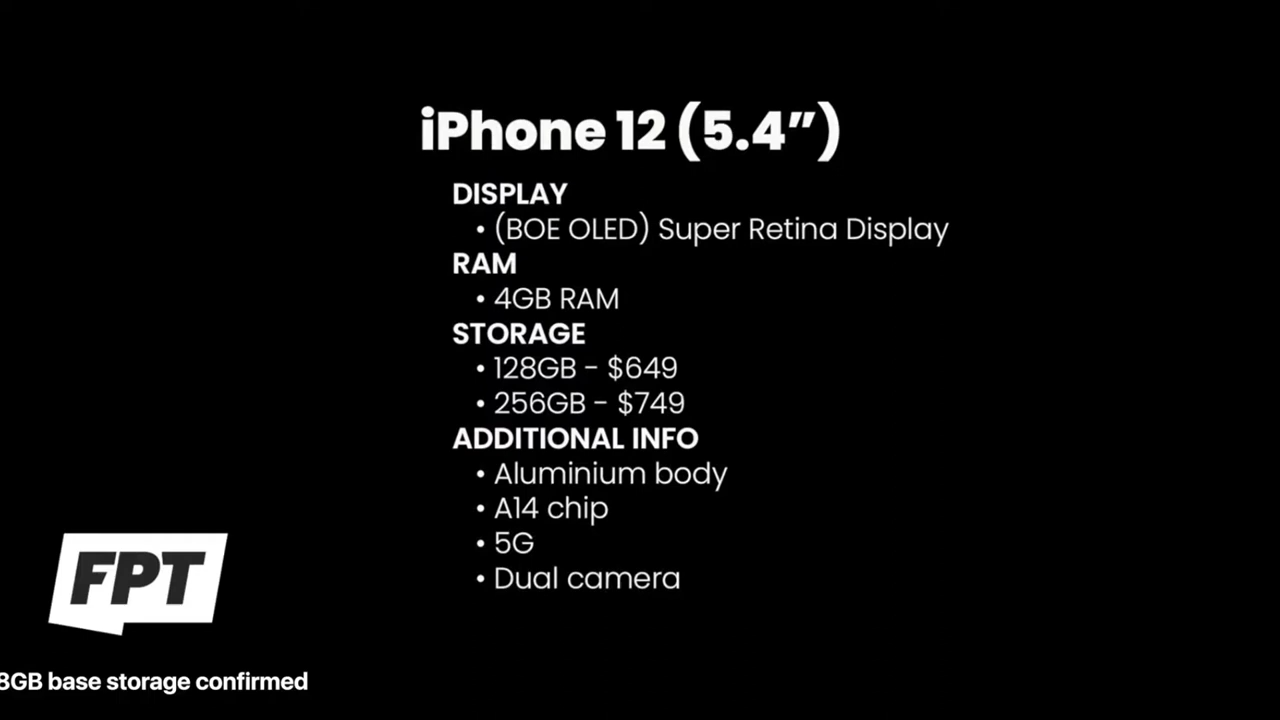 iPhone 12 (5.4”)
DISPLAY
• (BOE OLED) Super Retina Display
RAM
• 4GB RAM
STORAGE
• 128GB - $649
• 256GB - $749
ADDITIONAL INFO
• Aluminium body
• A14 chip
• 5G
• Dual camera
FPT
8GB base storage confirmed